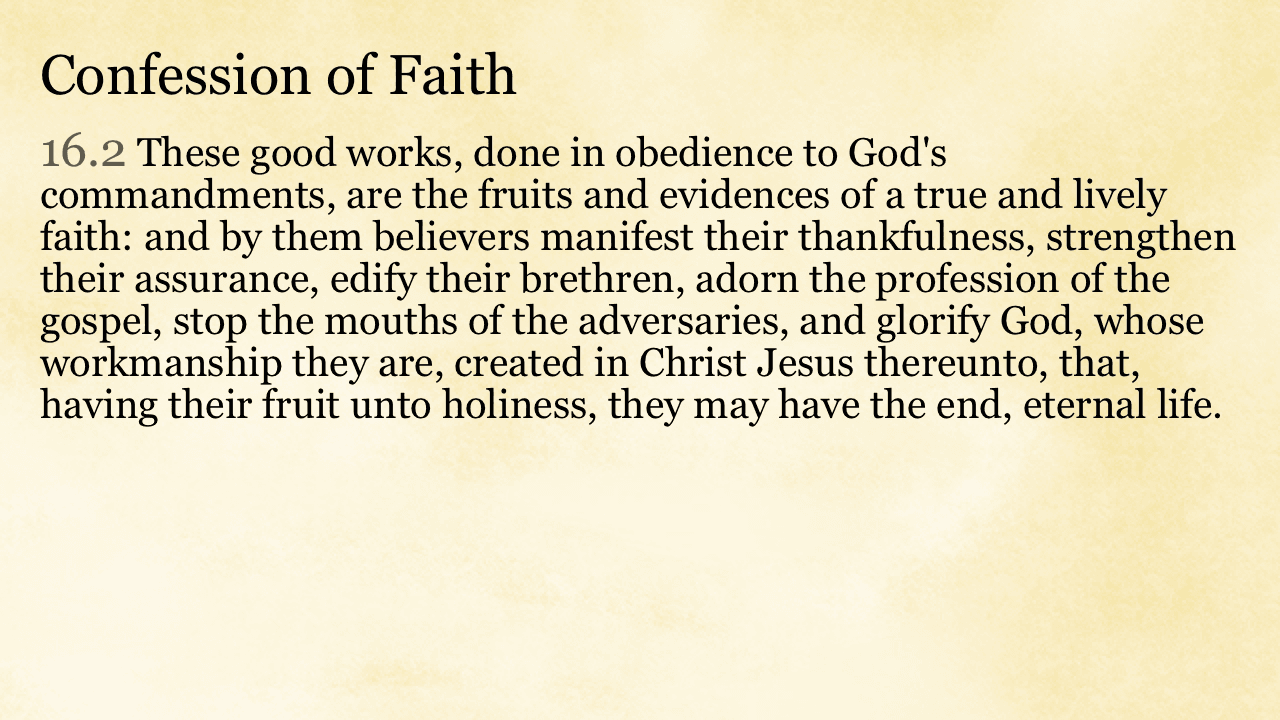 Confession of Faith
16.2 These good works, done in obedience to God's
commandments, are the fruits and evidences of a true and lively
faith: and by them believers manifest their thankfulness, strengthen
their assurance, edify their brethren, adorn the profession of the
gospel, stop the mouths of the adversaries, and glorify God, whose
workmanship they are, created in Christ Jesus thereunto, that,
having their fruit unto holiness, they may have the end, eternal life.